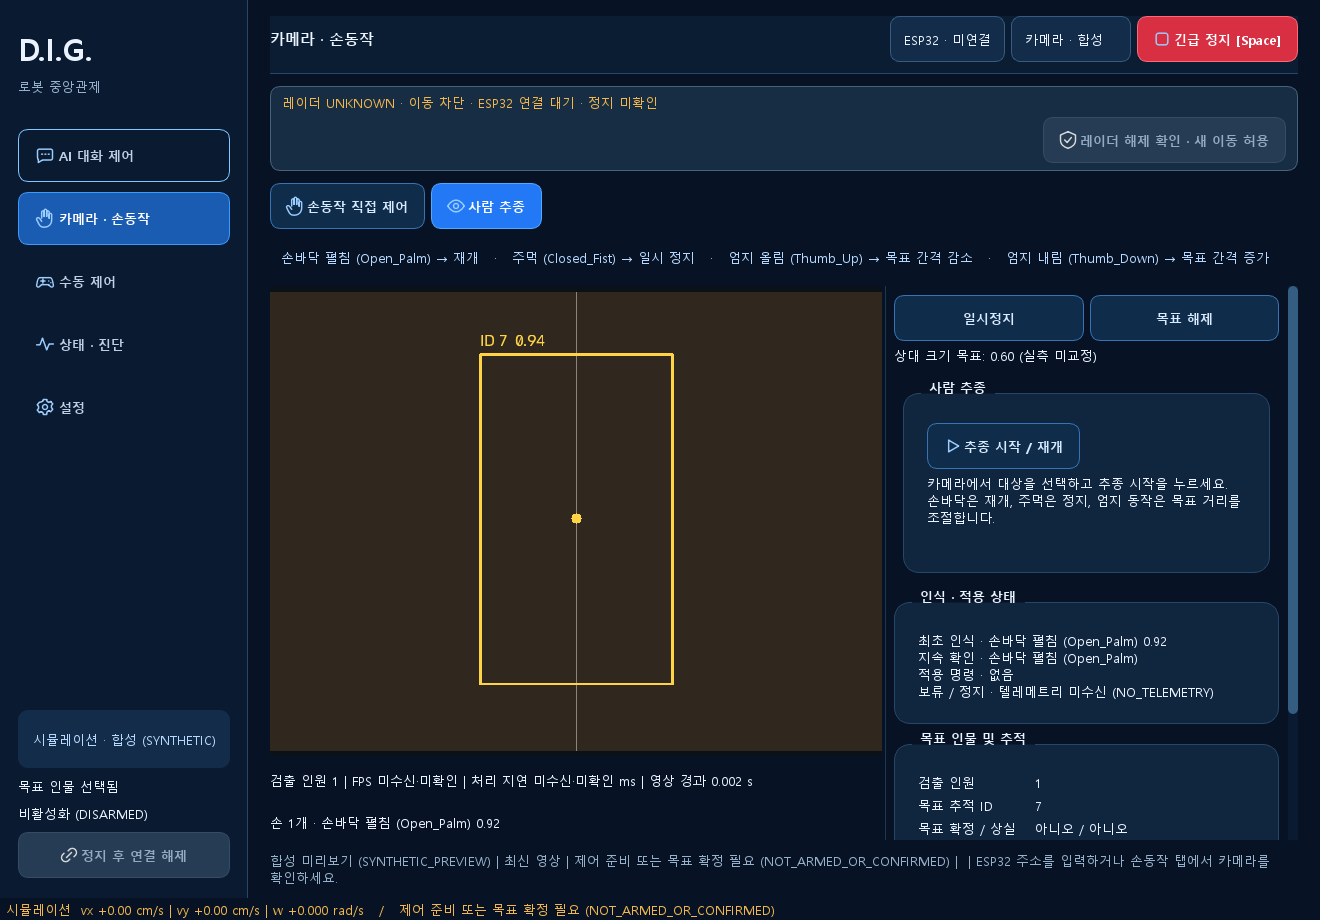 D.I.G.
로봇 중앙관제
AI 대화 제어
카메라 · 손동작
수동 제어
상태 · 진단
설정
시뮬레이션 · 합성 (SYNTHETIC)
목표 인물 선택됨
비활성화 (DISARMED)
정지 후 연결 해제
카메라 · 손동작
ESP32 · 미연결
카메라 · 합성
긴급 정지 [Space]
레이더 UNKNOWN · 이동 차단 · ESP32 연결 대기 · 정지 미확인
레이더 해제 확인 · 새 이동 허용
손동작 직접 제어
사람 추종
손바닥 펼침 (Open_Palm) → 재개 · 주먹 (Closed_Fist) → 일시 정지 · 엄지 올림 (Thumb_Up) → 목표 간격 감소 · 엄지 내림 (Thumb_Down) → 목표 간격 증가
ID 7 0.94
검출 인원 1 | FPS 미수신·미확인 | 처리 지연 미수신·미확인 ms | 영상 경과 0.002 s
손 1개 · 손바닥 펼침 (Open_Palm) 0.92
일시정지
목표 해제
상대 크기 목표: 0.60 (실측 미교정)
사람 추종
추종 시작 / 재개
카메라에서 대상을 선택하고 추종 시작을 누르세요.
손바닥은 재개, 주먹은 정지, 엄지 동작은 목표 거리를
조절합니다.
인식 · 적용 상태
최초 인식 · 손바닥 펼침 (Open_Palm) 0.92
지속 확인 · 손바닥 펼침 (Open_Palm)
적용 명령 · 없음
보류 / 정지 · 텔레메트리 미수신 (NO_TELEMETRY)
목표 인물 및 추적
검출 인원 1
목표 추적 ID 7
목표 확정 / 상실 아니오 / 아니오
합성 미리보기 (SYNTHETIC_PREVIEW) | 최신 영상 | 제어 준비 또는 목표 확정 필요 (NOT_ARMED_OR_CONFIRMED) | | ESP32 주소를 입력하거나 손동작 탭에서 카메라를
확인하세요.
시뮬레이션 vx +0.00 cm/s | vy +0.00 cm/s | w +0.000 rad/s / 제어 준비 또는 목표 확정 필요 (NOT_ARMED_OR_CONFIRMED)